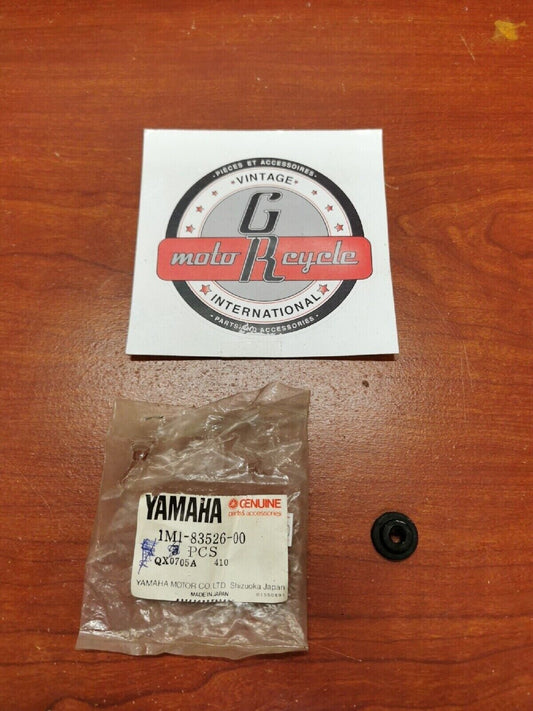 • PIECES ET ACCESSOIRES •
• VINTAGE •
G
moto R cycle
INTERNATIONAL
• PARTS AND ACCESSORIES •
YAMAHA GENUINE
parts & accessories
1M1-83526-00
PCS
QX0705A 410
YAMAHA MOTOR CO., LTD. Shizuoka Japan
MADE IN JAPAN